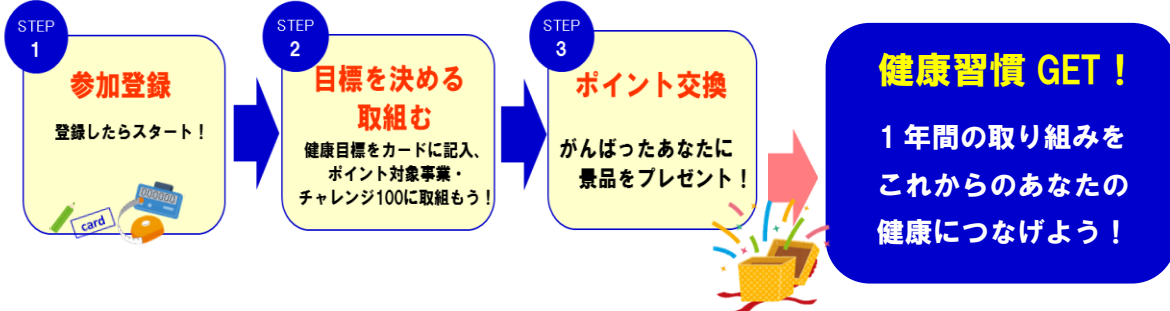 STEP
1
参加登録
登録したらスタート！
card
STEP
2
目標を決める
取組む
健康目標をカードに記入、
ポイント対象事業・
チャレンジ100に取組もう！
STEP
3
ポイント交換
がんばったあなたに
景品をプレゼント！
健康習慣 GET！
1年間の取り組みを
これからのあなたの
健康につなげよう！